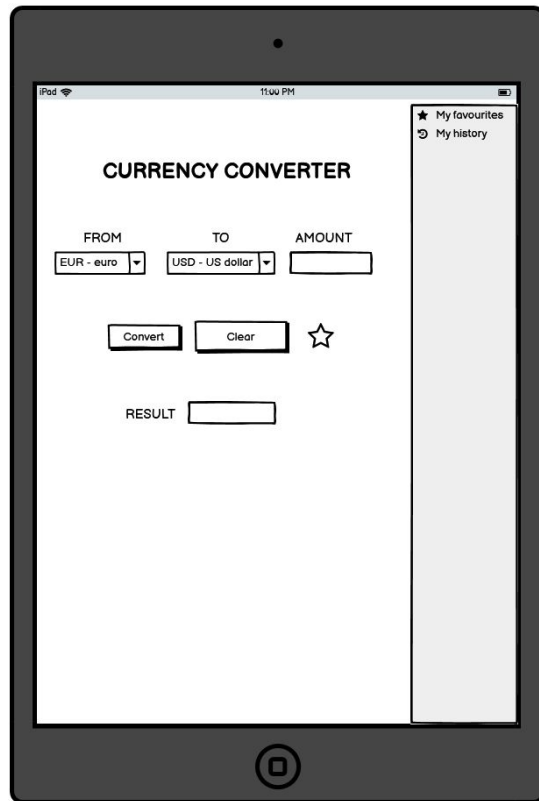 iPad 11:00 PM
My favourites
My history
CURRENCY CONVERTER
FROM TO AMOUNT
EUR - euro USD - US dollar
Convert Clear
RESULT